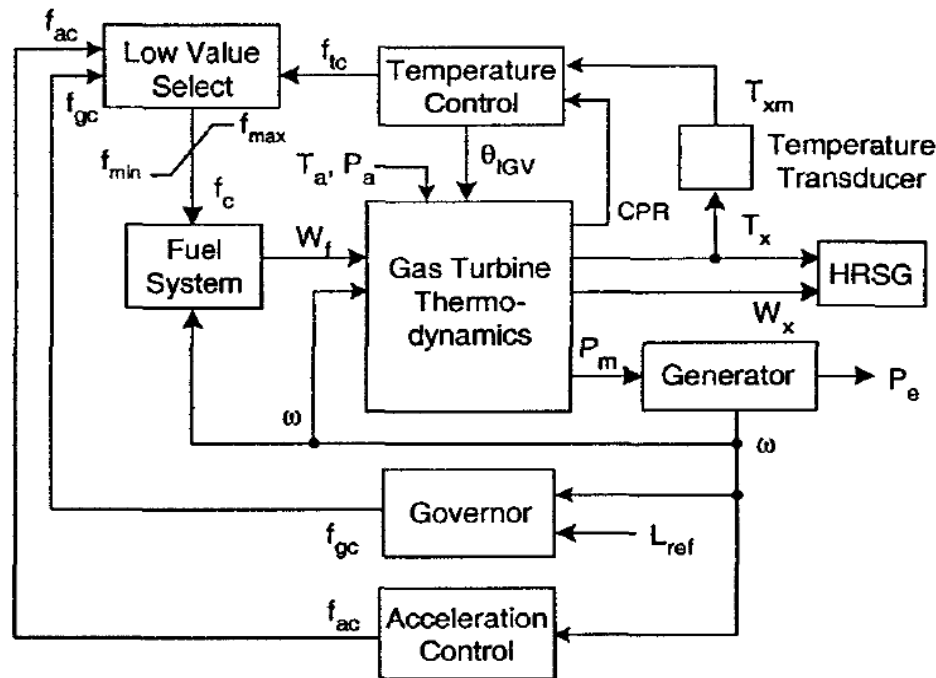 f_ac
Low Value
Select
f_tc
Temperature
Control
T_xm
f_gc
f_max
f_min
θ_IGV
T_a, P_a
Temperature
Transducer
f_c
CPR
T_x
Fuel
System
W_f
Gas Turbine
Thermo-
dynamics
HRSG
W_x
P_m
Generator
P_e
ω
ω
Governor
f_gc
L_ref
f_ac
Acceleration
Control